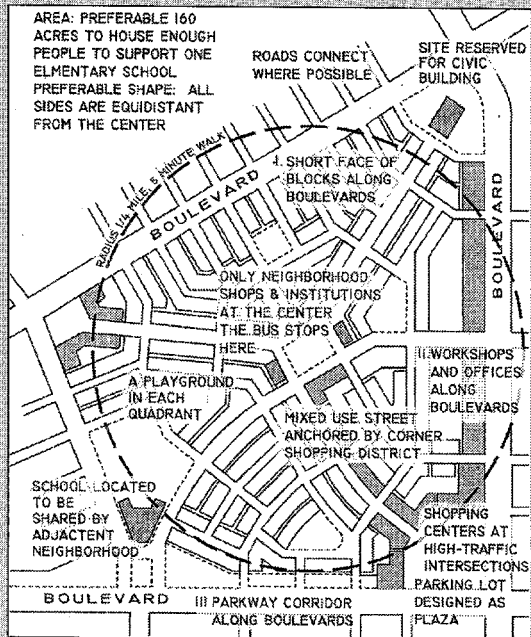 AREA: PREFERABLE 160
ACRES TO HOUSE ENOUGH
PEOPLE TO SUPPORT ONE
ELMENTARY SCHOOL
PREFERABLE SHAPE: ALL
SIDES ARE EQUIDISTANT
FROM THE CENTER
ROADS CONNECT
WHERE POSSIBLE
SITE RESERVED
FOR CIVIC
BUILDING
RADIUS 1/4 MILE, 5 MINUTE WALK
BOULEVARD
I. SHORT FACE OF
BLOCKS ALONG
BOULEVARDS
BOULEVARD
ONLY NEIGHBORHOOD
SHOPS & INSTITUTIONS
AT THE CENTER
THE BUS STOPS
HERE
II WORKSHOPS
AND OFFICES
ALONG
BOULEVARDS
A PLAYGROUND
IN EACH
QUADRANT
MIXED USE STREET
ANCHORED BY CORNER
SHOPPING DISTRICT
SCHOOL LOCATED
TO BE
SHARED BY
ADJACTENT
NEIGHBORHOOD
SHOPPING
CENTERS AT
HIGH-TRAFFIC
INTERSECTIONS
PARKING LOT
DESIGNED AS
PLAZA
BOULEVARD
III PARKWAY CORRIDOR
ALONG BOULEVARDS